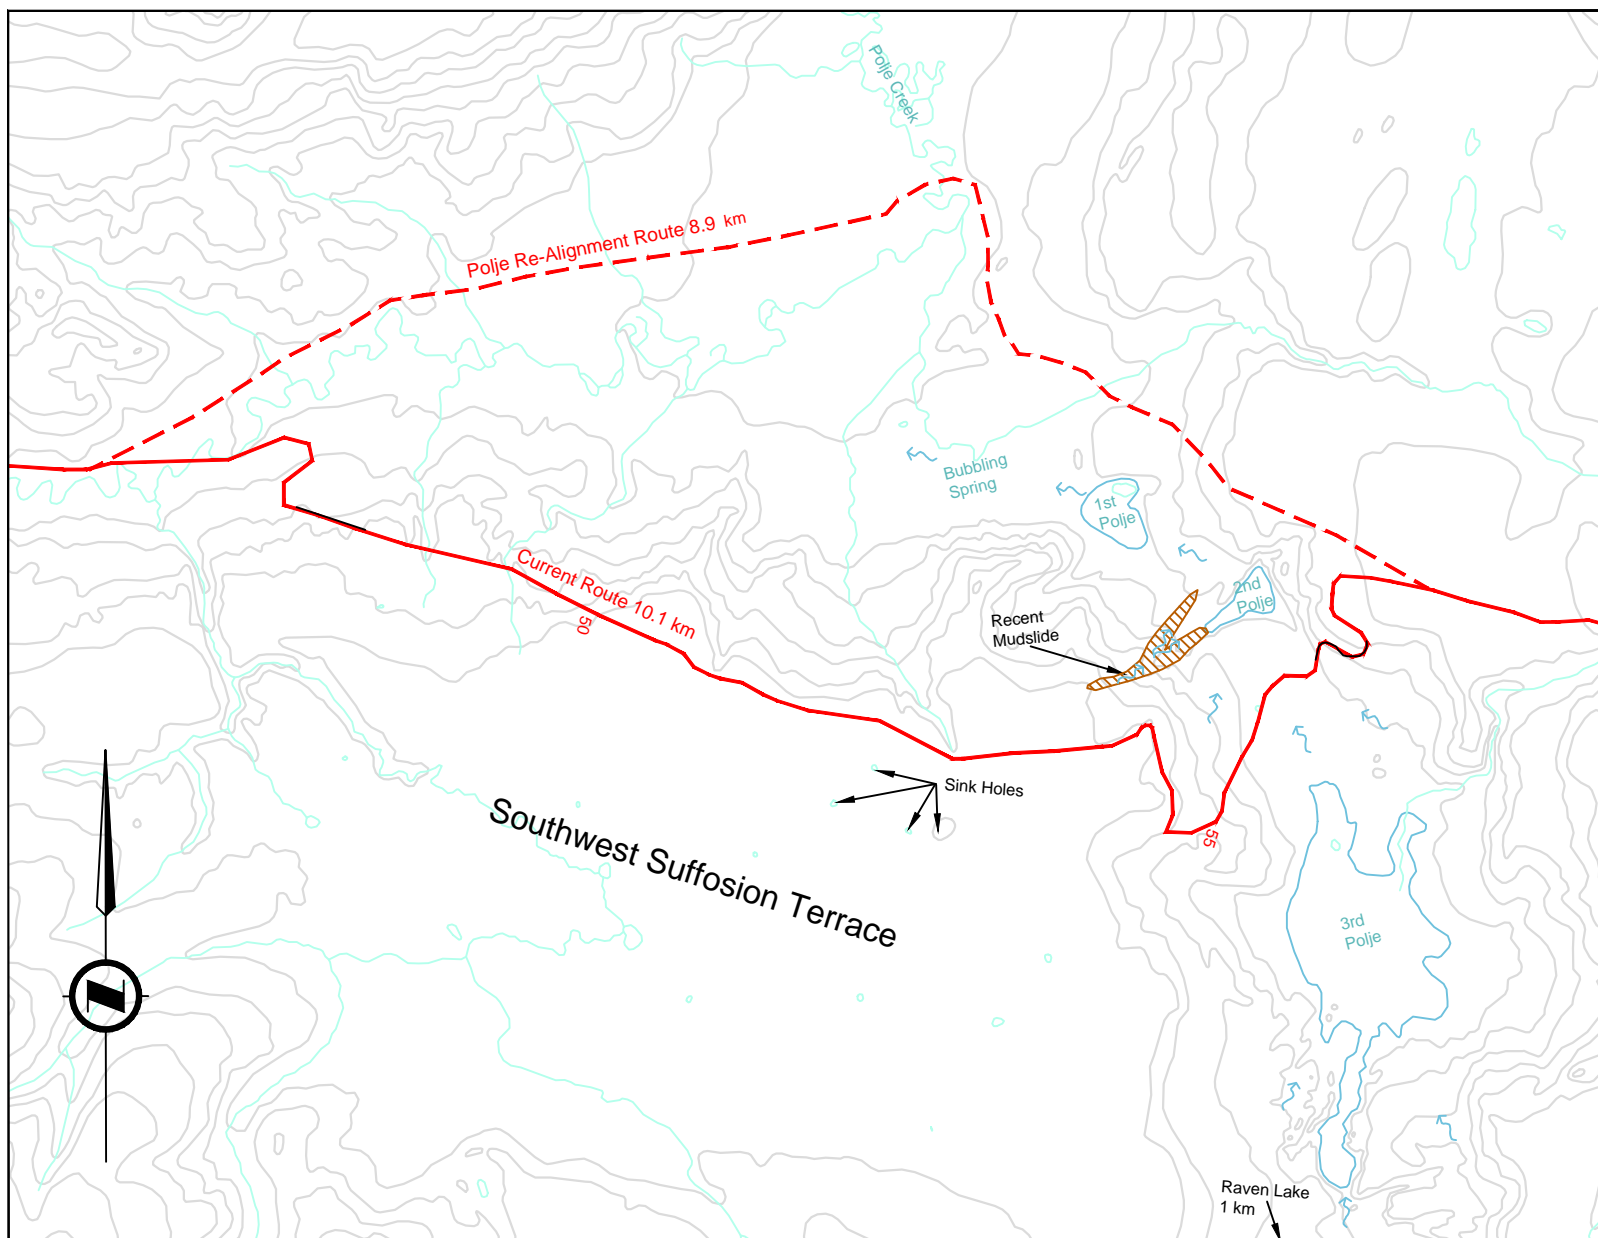 Polje Creek
Polje Re-Alignment Route 8.9 km
Bubbling
Spring
1st
Polje
2nd
Polje
Current Route 10.1 km
50
Recent
Mudslide
Sink Holes
Southwest Suffosion Terrace
55
3rd
Polje
Raven Lake
1 km
N